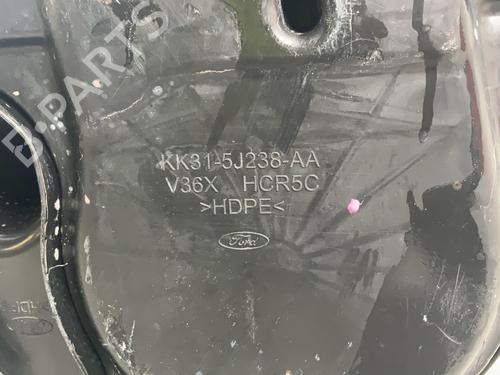 B-PARTS
KK31-5J238-AA
V36X HCR5C
>HDPE<
Ford